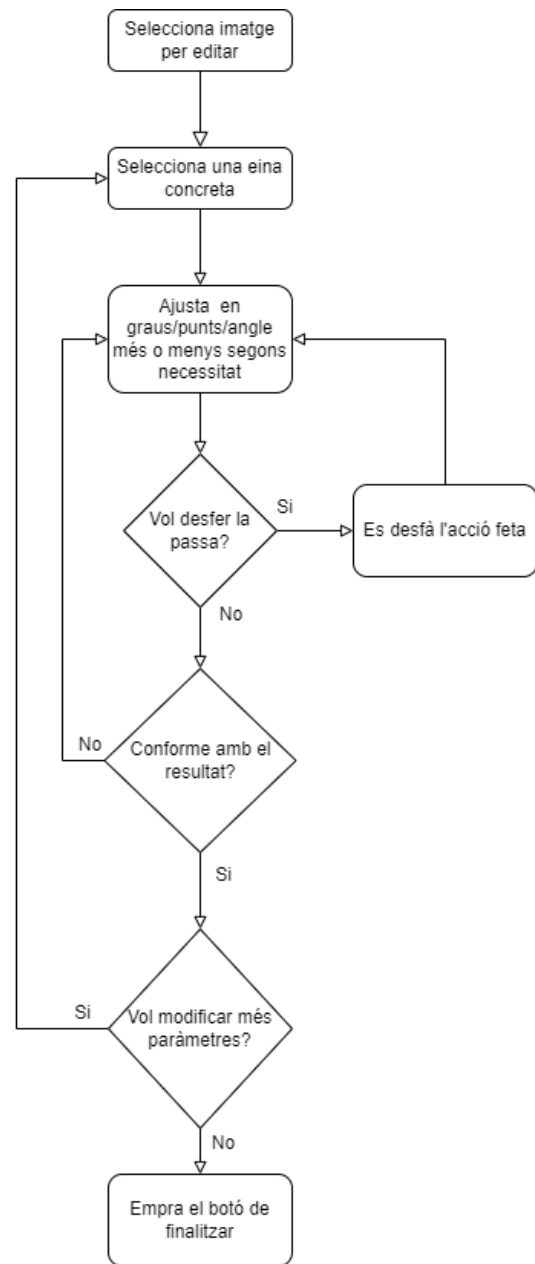 Selecciona imatge
per editar
Selecciona una eina
concreta
Ajusta en
graus/punts/angle
més o menys segons
necessitat
Vol desfer la
passa?
Si
Es desfà l'acció feta
No
Conforme amb el
resultat?
No
Si
Vol modificar més
paràmetres?
Si
No
Empra el botó de
finalitzar